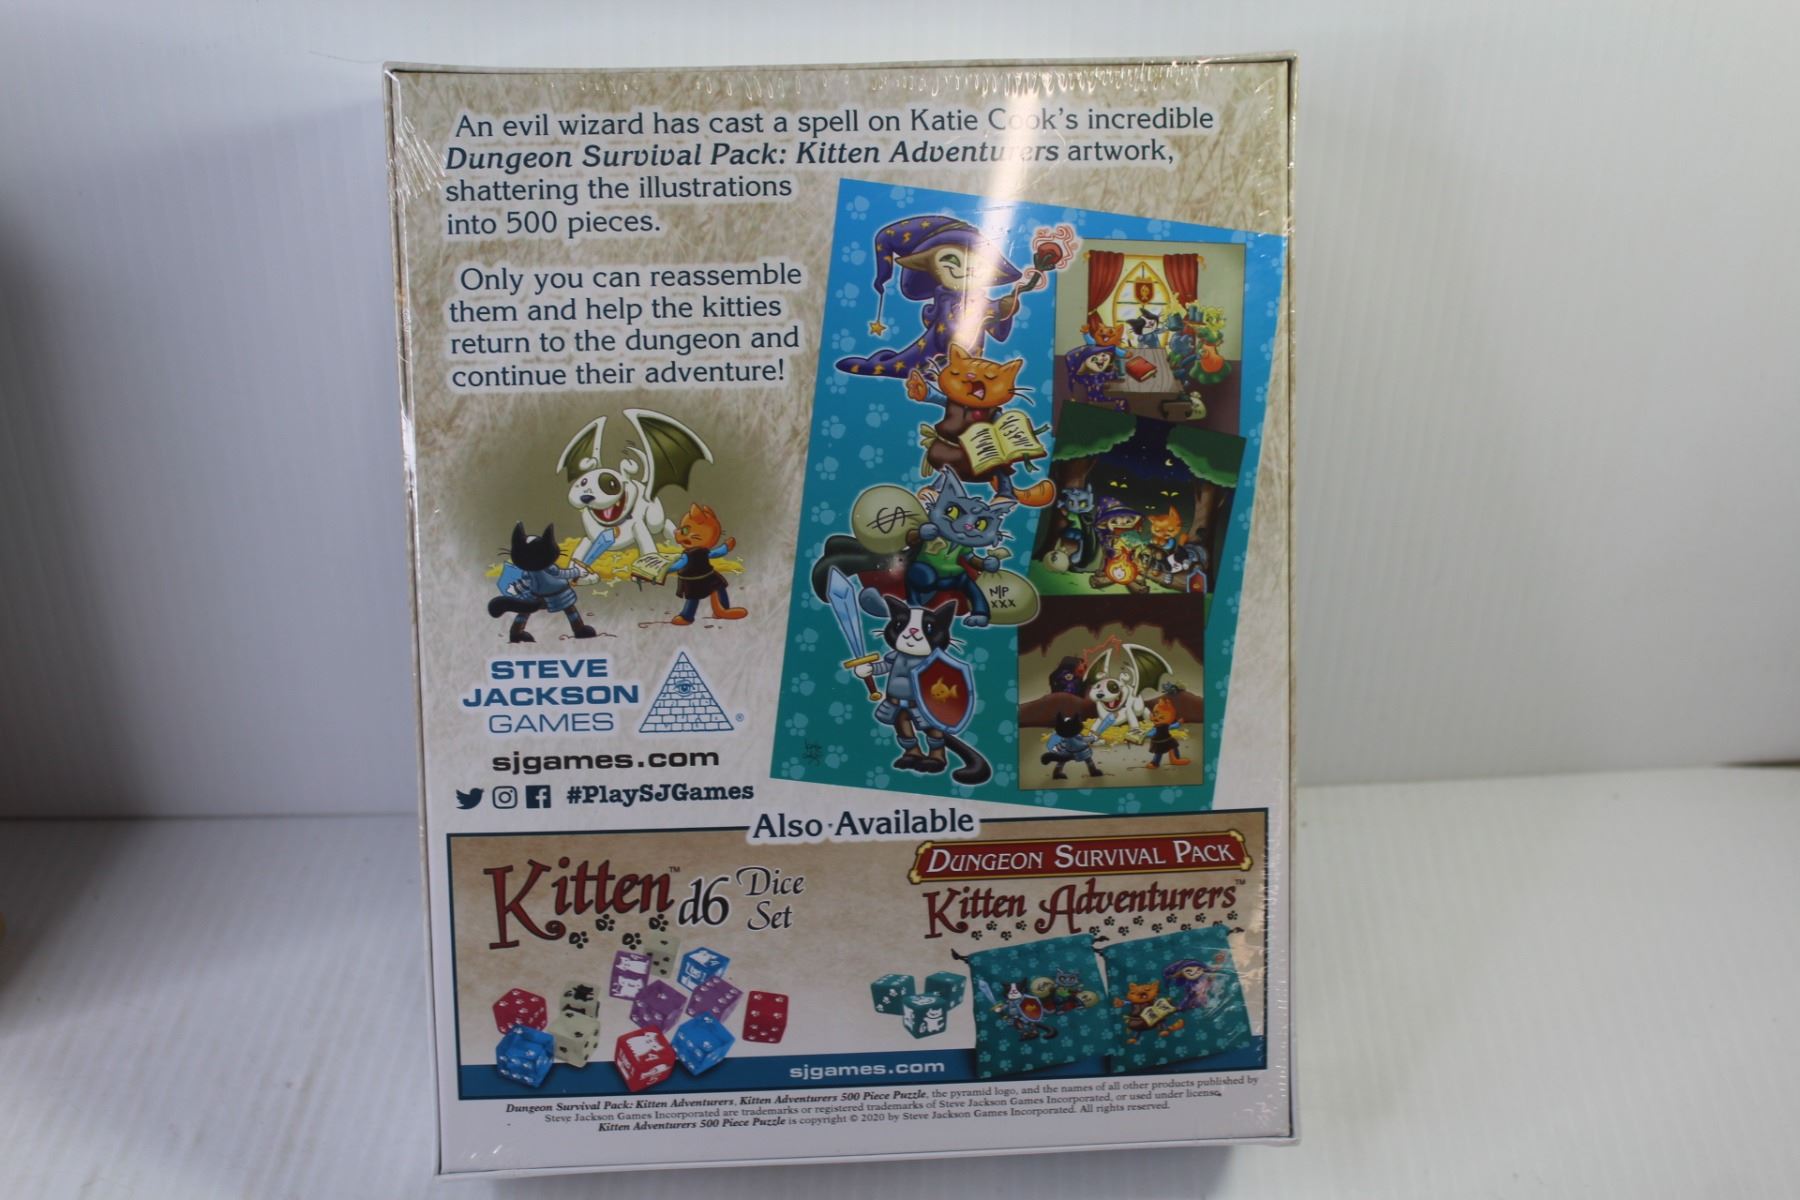 An evil wizard has cast a spell on Katie Cook's incredible
Dungeon Survival Pack: Kitten Adventurers artwork,
shattering the illustrations
into 500 pieces.
Only you can reassemble
them and help the kitties
return to the dungeon and
continue their adventure!
N/P
XXX
STEVE
JACKSON
GAMES
®
sjgames.com
#PlaySJGames
Also Available
Kitten™ d6 Dice
Set
DUNGEON SURVIVAL PACK
Kitten Adventurers™
sjgames.com
Dungeon Survival Pack: Kitten Adventurers, Kitten Adventurers 500 Piece Puzzle, the pyramid logo, and the names of all other products published by
Steve Jackson Games Incorporated are trademarks or registered trademarks of Steve Jackson Games Incorporated, or used under license.
Kitten Adventurers 500 Piece Puzzle is copyright © 2020 by Steve Jackson Games Incorporated. All rights reserved.